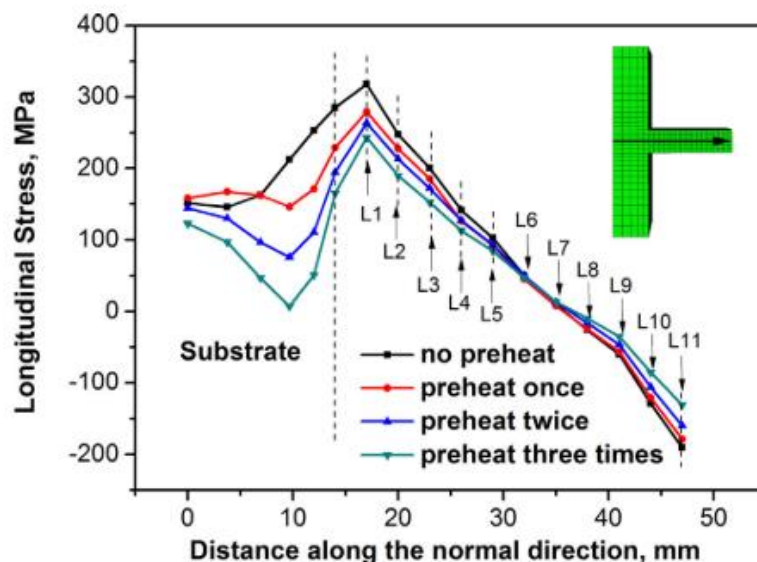 400
300
200
100
0
-100
-200
Longitudinal Stress, MPa
L1
L2
L3
L4
L5
L6
L7
L8
L9
L10
L11
Substrate
no preheat
preheat once
preheat twice
preheat three times
0 10 20 30 40 50
Distance along the normal direction, mm